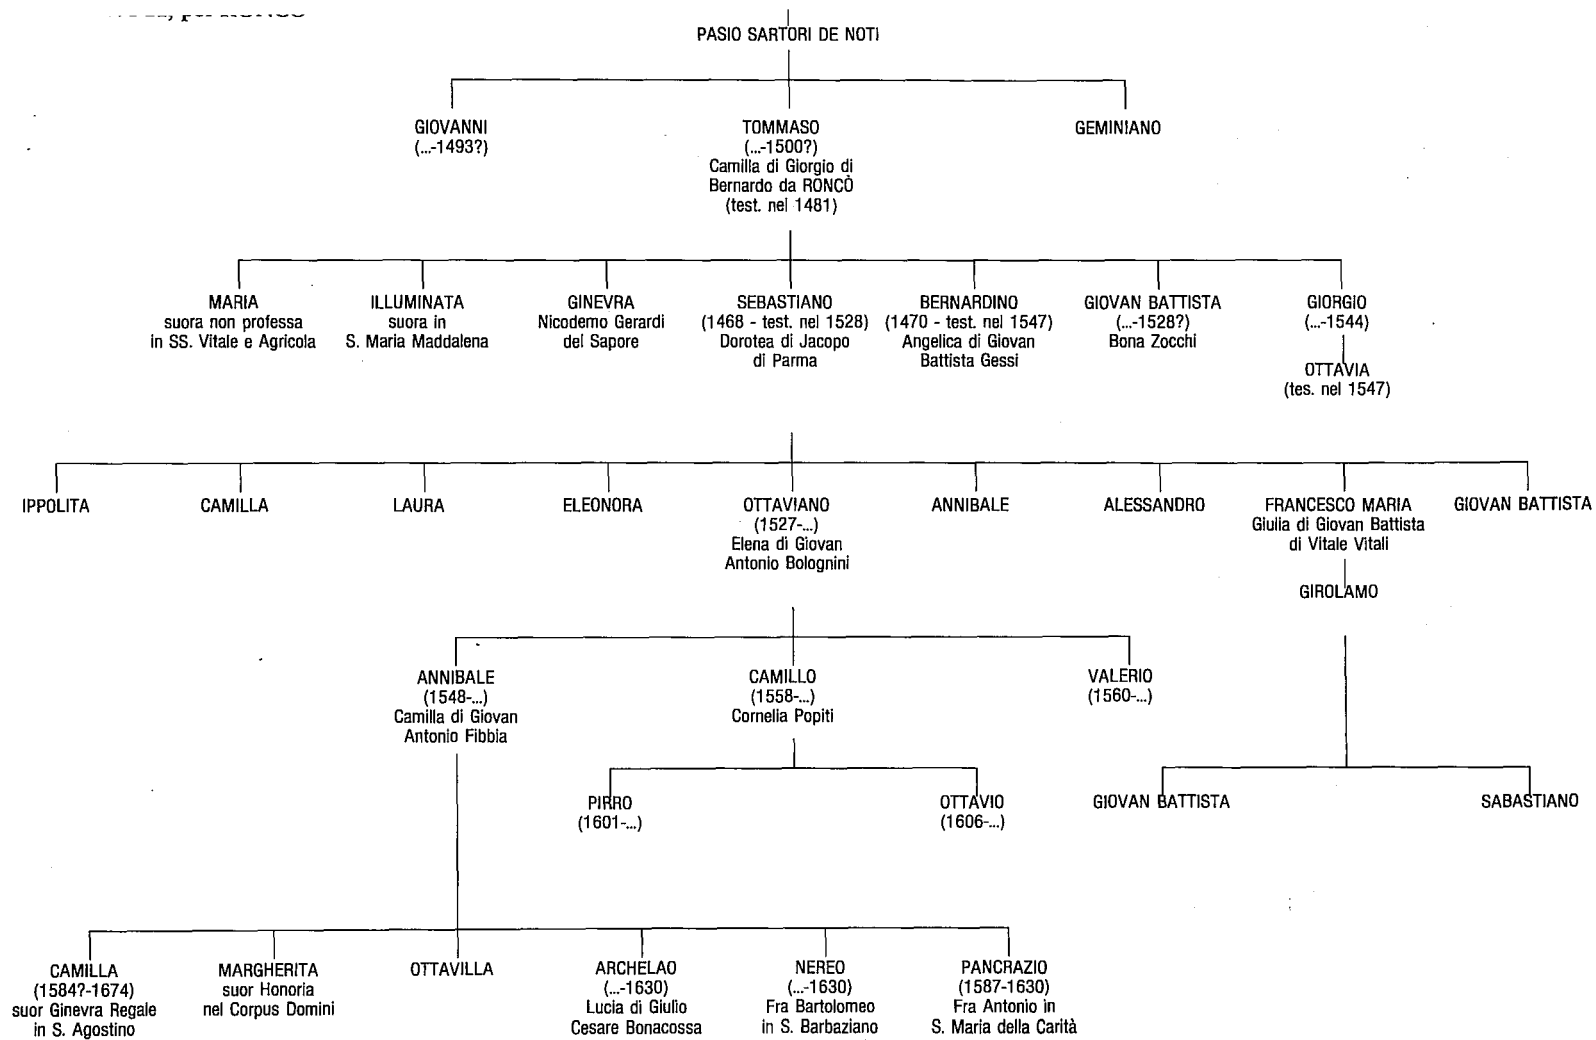 PASIO SARTORI DE NOTI
GIOVANNI
(...-1493?)
TOMMASO
(...-1500?)
Camilla di Giorgio di
Bernardo da RONCÒ
(test. nel 1481)
GEMINIANO
MARIA
suora non professa
in SS. Vitale e Agricola
ILLUMINATA
suora in
S. Maria Maddalena
GINEVRA
Nicodemo Gerardi
del Sapore
SEBASTIANO
(1468 - test. nel 1528)
Dorotea di Jacopo
di Parma
BERNARDINO
(1470 - test. nel 1547)
Angelica di Giovan
Battista Gessi
GIOVAN BATTISTA
(...-1528?)
Bona Zocchi
GIORGIO
(...-1544)
OTTAVIA
(tes. nel 1547)
IPPOLITA
CAMILLA
LAURA
ELEONORA
OTTAVIANO
(1527-...)
Elena di Giovan
Antonio Bolognini
ANNIBALE
ALESSANDRO
FRANCESCO MARIA
Giulia di Giovan Battista
di Vitale Vitali
GIROLAMO
GIOVAN BATTISTA
ANNIBALE
(1548-...)
Camilla di Giovan
Antonio Fibbia
CAMILLO
(1558-...)
Cornelia Popiti
VALERIO
(1560-...)
PIRRO
(1601-...)
OTTAVIO
(1606-...)
GIOVAN BATTISTA
SABASTIANO
CAMILLA
(1584?-1674)
suor Ginevra Regale
in S. Agostino
MARGHERITA
suor Honoria
nel Corpus Domini
OTTAVILLA
ARCHELAO
(...-1630)
Lucia di Giulio
Cesare Bonacossa
NEREO
(...-1630)
Fra Bartolomeo
in S. Barbaziano
PANCRAZIO
(1587-1630)
Fra Antonio in
S. Maria della Carità